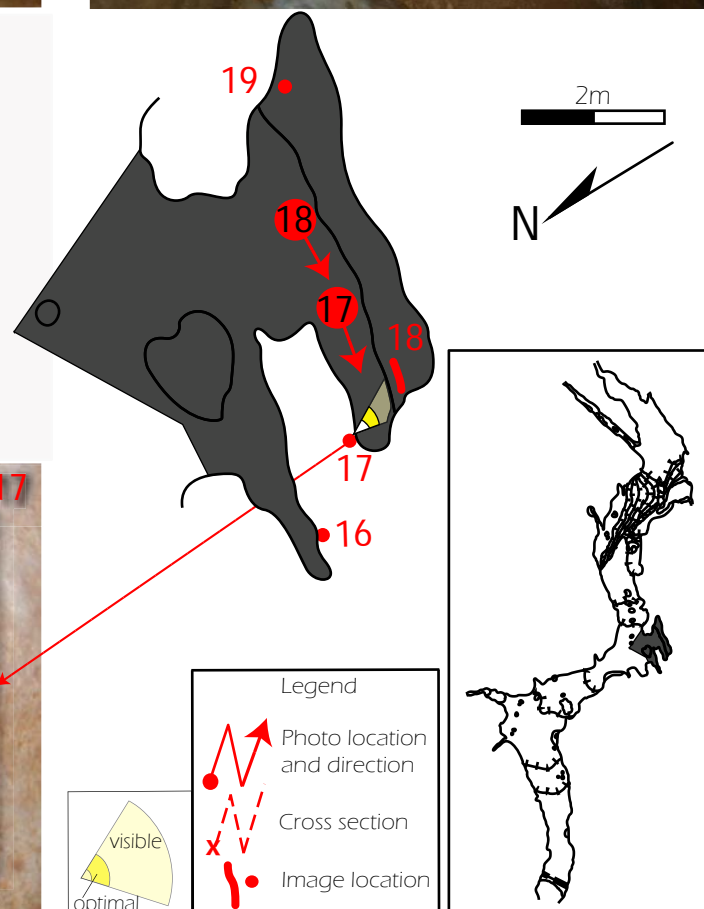 19
2m
18
N
17
18
17
17
16
Legend
Photo location
and direction
Cross section
x
Image location
visible
optimal